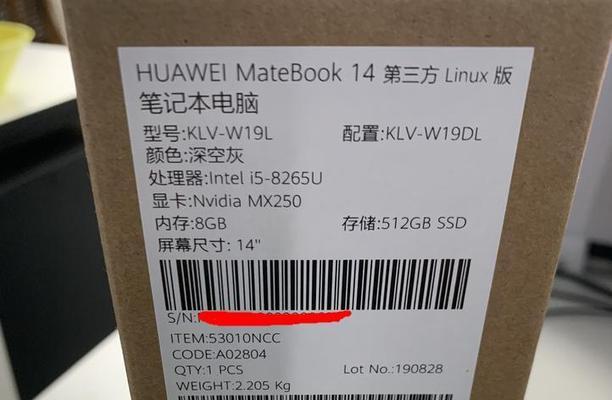 HUAWEI MateBook 14 第三方 Linux 版
笔记本电脑
型号:KLV-W19L 配置:KLV-W19DL
颜色:深空灰
处理器:Intel i5-8265U
显卡:Nvidia MX250
内存:8GB 存储:512GB SSD
屏幕尺寸: 14"
S/N:
ITEM:53010NCC
CODE:A02804
QTY:1 PCS Lot No.:190828
WEIGHT:2.205 Kg